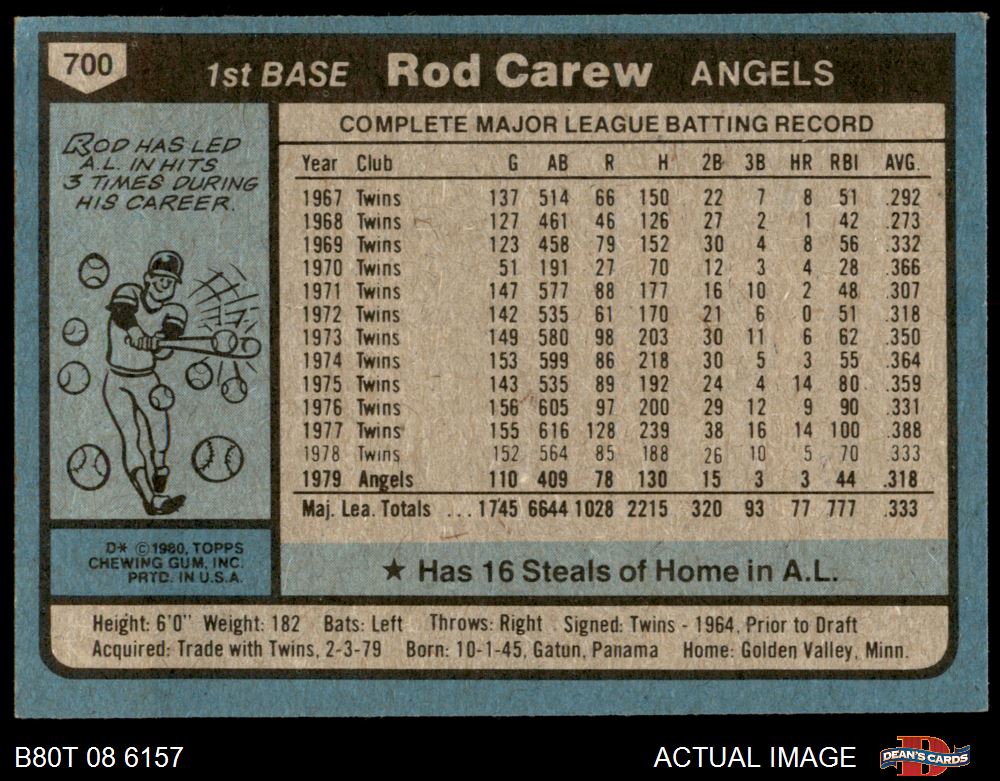 700
1st BASE Rod Carew ANGELS
ROD HAS LED
A.L. IN HITS
3 TIMES DURING
HIS CAREER.
COMPLETE MAJOR LEAGUE BATTING RECORD
Year Club G AB R H 2B 3B HR RBI AVG.
1967 Twins 137 514 66 150 22 7 8 51 .292
1968 Twins 127 461 46 126 27 2 1 42 .273
1969 Twins 123 458 79 152 30 4 8 56 .332
1970 Twins 51 191 27 70 12 3 4 28 .366
1971 Twins 147 577 88 177 16 10 2 48 .307
1972 Twins 142 535 61 170 21 6 0 51 .318
1973 Twins 149 580 98 203 30 11 6 62 .350
1974 Twins 153 599 86 218 30 5 3 55 .364
1975 Twins 143 535 89 192 24 4 14 80 .359
1976 Twins 156 605 97 200 29 12 9 90 .331
1977 Twins 155 616 128 239 38 16 14 100 .388
1978 Twins 152 564 85 188 26 10 5 70 .333
1979 Angels 110 409 78 130 15 3 3 44 .318
Maj. Lea. Totals ... 1745 6644 1028 2215 320 93 77 777 .333
D* © 1980, TOPPS
CHEWING GUM, INC.
PRTD. IN U.S.A.
★ Has 16 Steals of Home in A.L.
Height: 6'0" Weight: 182 Bats: Left Throws: Right Signed: Twins - 1964, Prior to Draft
Acquired: Trade with Twins, 2-3-79 Born: 10-1-45, Gatun, Panama Home: Golden Valley, Minn.
B80T 08 6157 ACTUAL IMAGE DEAN'S CARDS